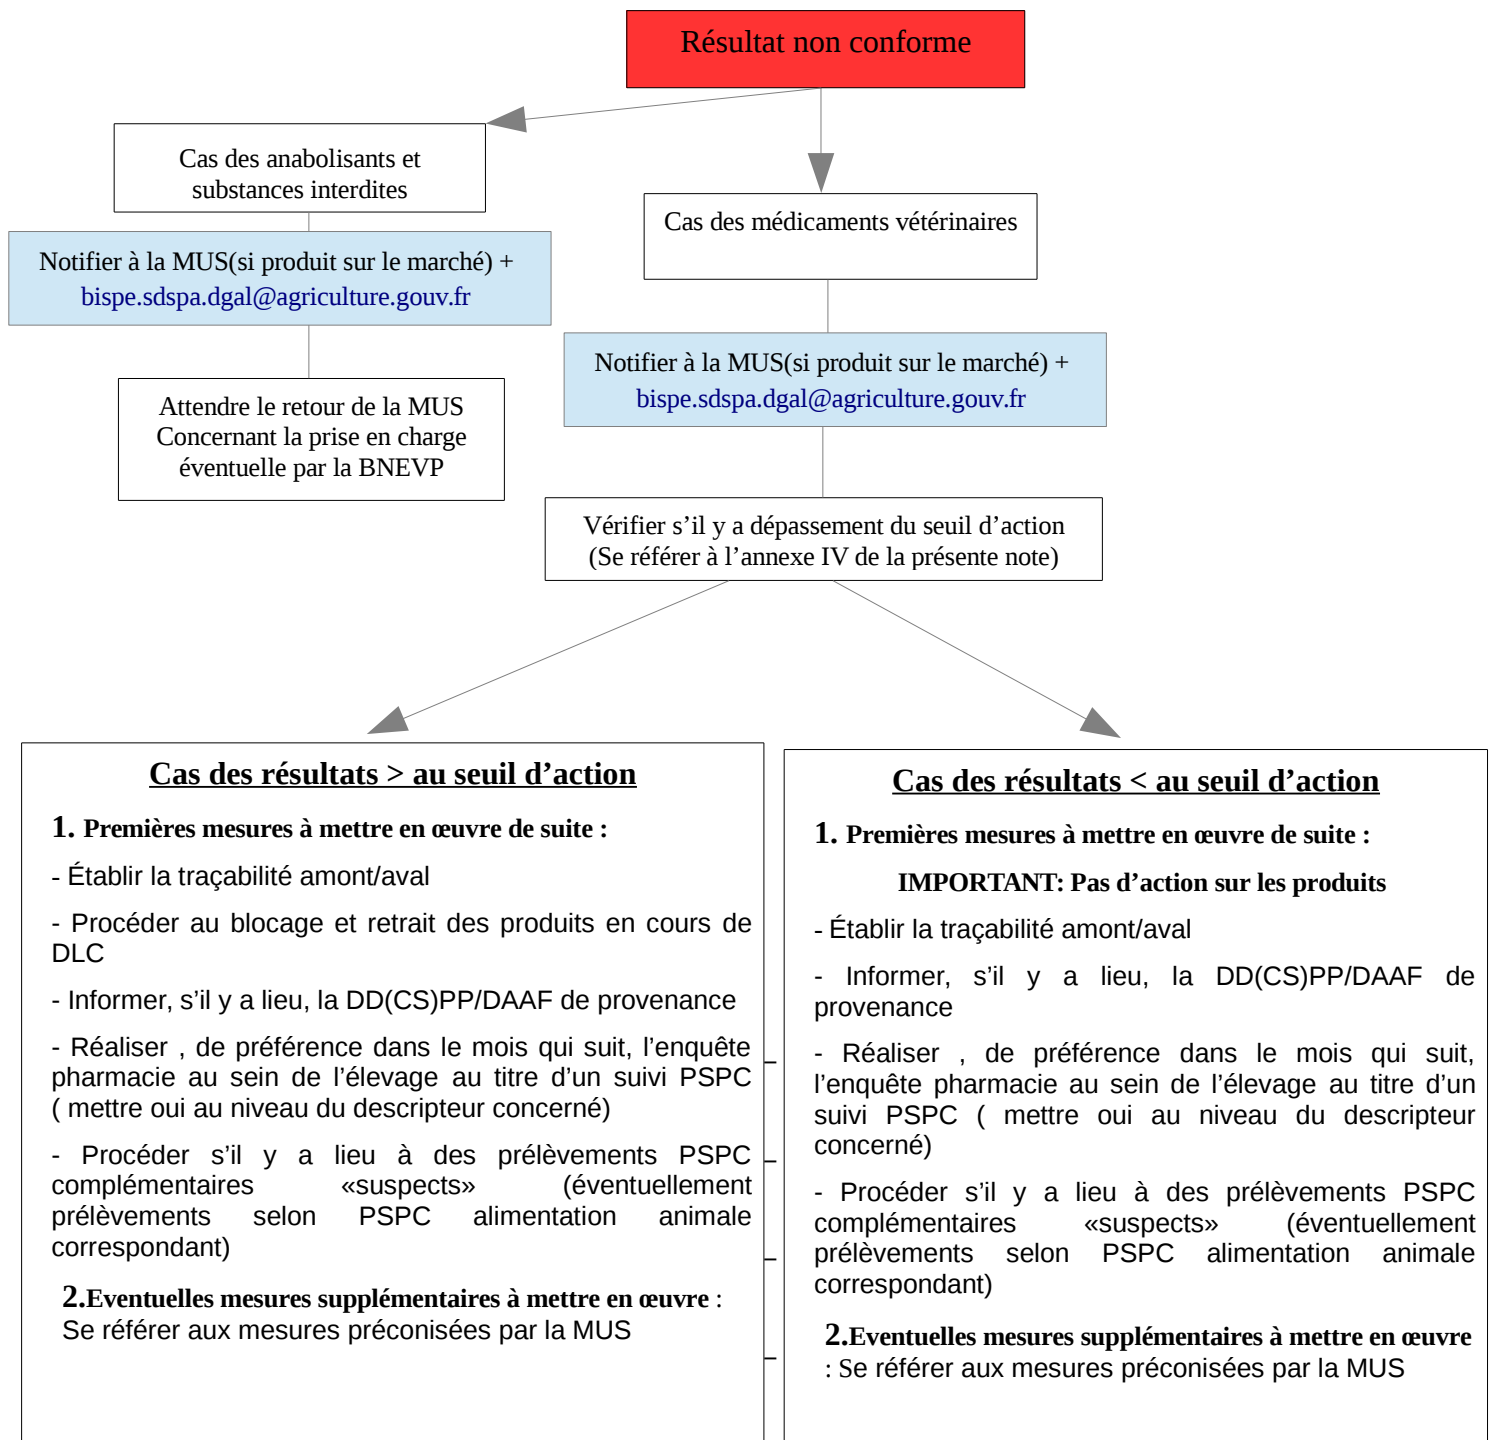 Résultat non conforme
Cas des anabolisants et
substances interdites
Notifier à la MUS(si produit sur le marché) +
bispe.sdspa.dgal@agriculture.gouv.fr
Attendre le retour de la MUS
Concernant la prise en charge
éventuelle par la BNEVP
Cas des médicaments vétérinaires
Notifier à la MUS(si produit sur le marché) +
bispe.sdspa.dgal@agriculture.gouv.fr
Vérifier s’il y a dépassement du seuil d’action
(Se référer à l’annexe IV de la présente note)
Cas des résultats > au seuil d’action
1. Premières mesures à mettre en œuvre de suite :
- Établir la traçabilité amont/aval
- Procéder au blocage et retrait des produits en cours de
DLC
- Informer, s’il y a lieu, la DD(CS)PP/DAAF de provenance
- Réaliser , de préférence dans le mois qui suit, l’enquête
pharmacie au sein de l’élevage au titre d’un suivi PSPC
( mettre oui au niveau du descripteur concerné)
- Procéder s’il y a lieu à des prélèvements PSPC
complémentaires «suspects» (éventuellement
prélèvements selon PSPC alimentation animale
correspondant)
2.Eventuelles mesures supplémentaires à mettre en œuvre :
Se référer aux mesures préconisées par la MUS
Cas des résultats < au seuil d’action
1. Premières mesures à mettre en œuvre de suite :
IMPORTANT: Pas d’action sur les produits
- Établir la traçabilité amont/aval
- Informer, s’il y a lieu, la DD(CS)PP/DAAF de
provenance
- Réaliser , de préférence dans le mois qui suit,
l’enquête pharmacie au sein de l’élevage au titre d’un
suivi PSPC ( mettre oui au niveau du descripteur
concerné)
- Procéder s’il y a lieu à des prélèvements PSPC
complémentaires «suspects» (éventuellement
prélèvements selon PSPC alimentation animale
correspondant)
2.Eventuelles mesures supplémentaires à mettre en œuvre
: Se référer aux mesures préconisées par la MUS